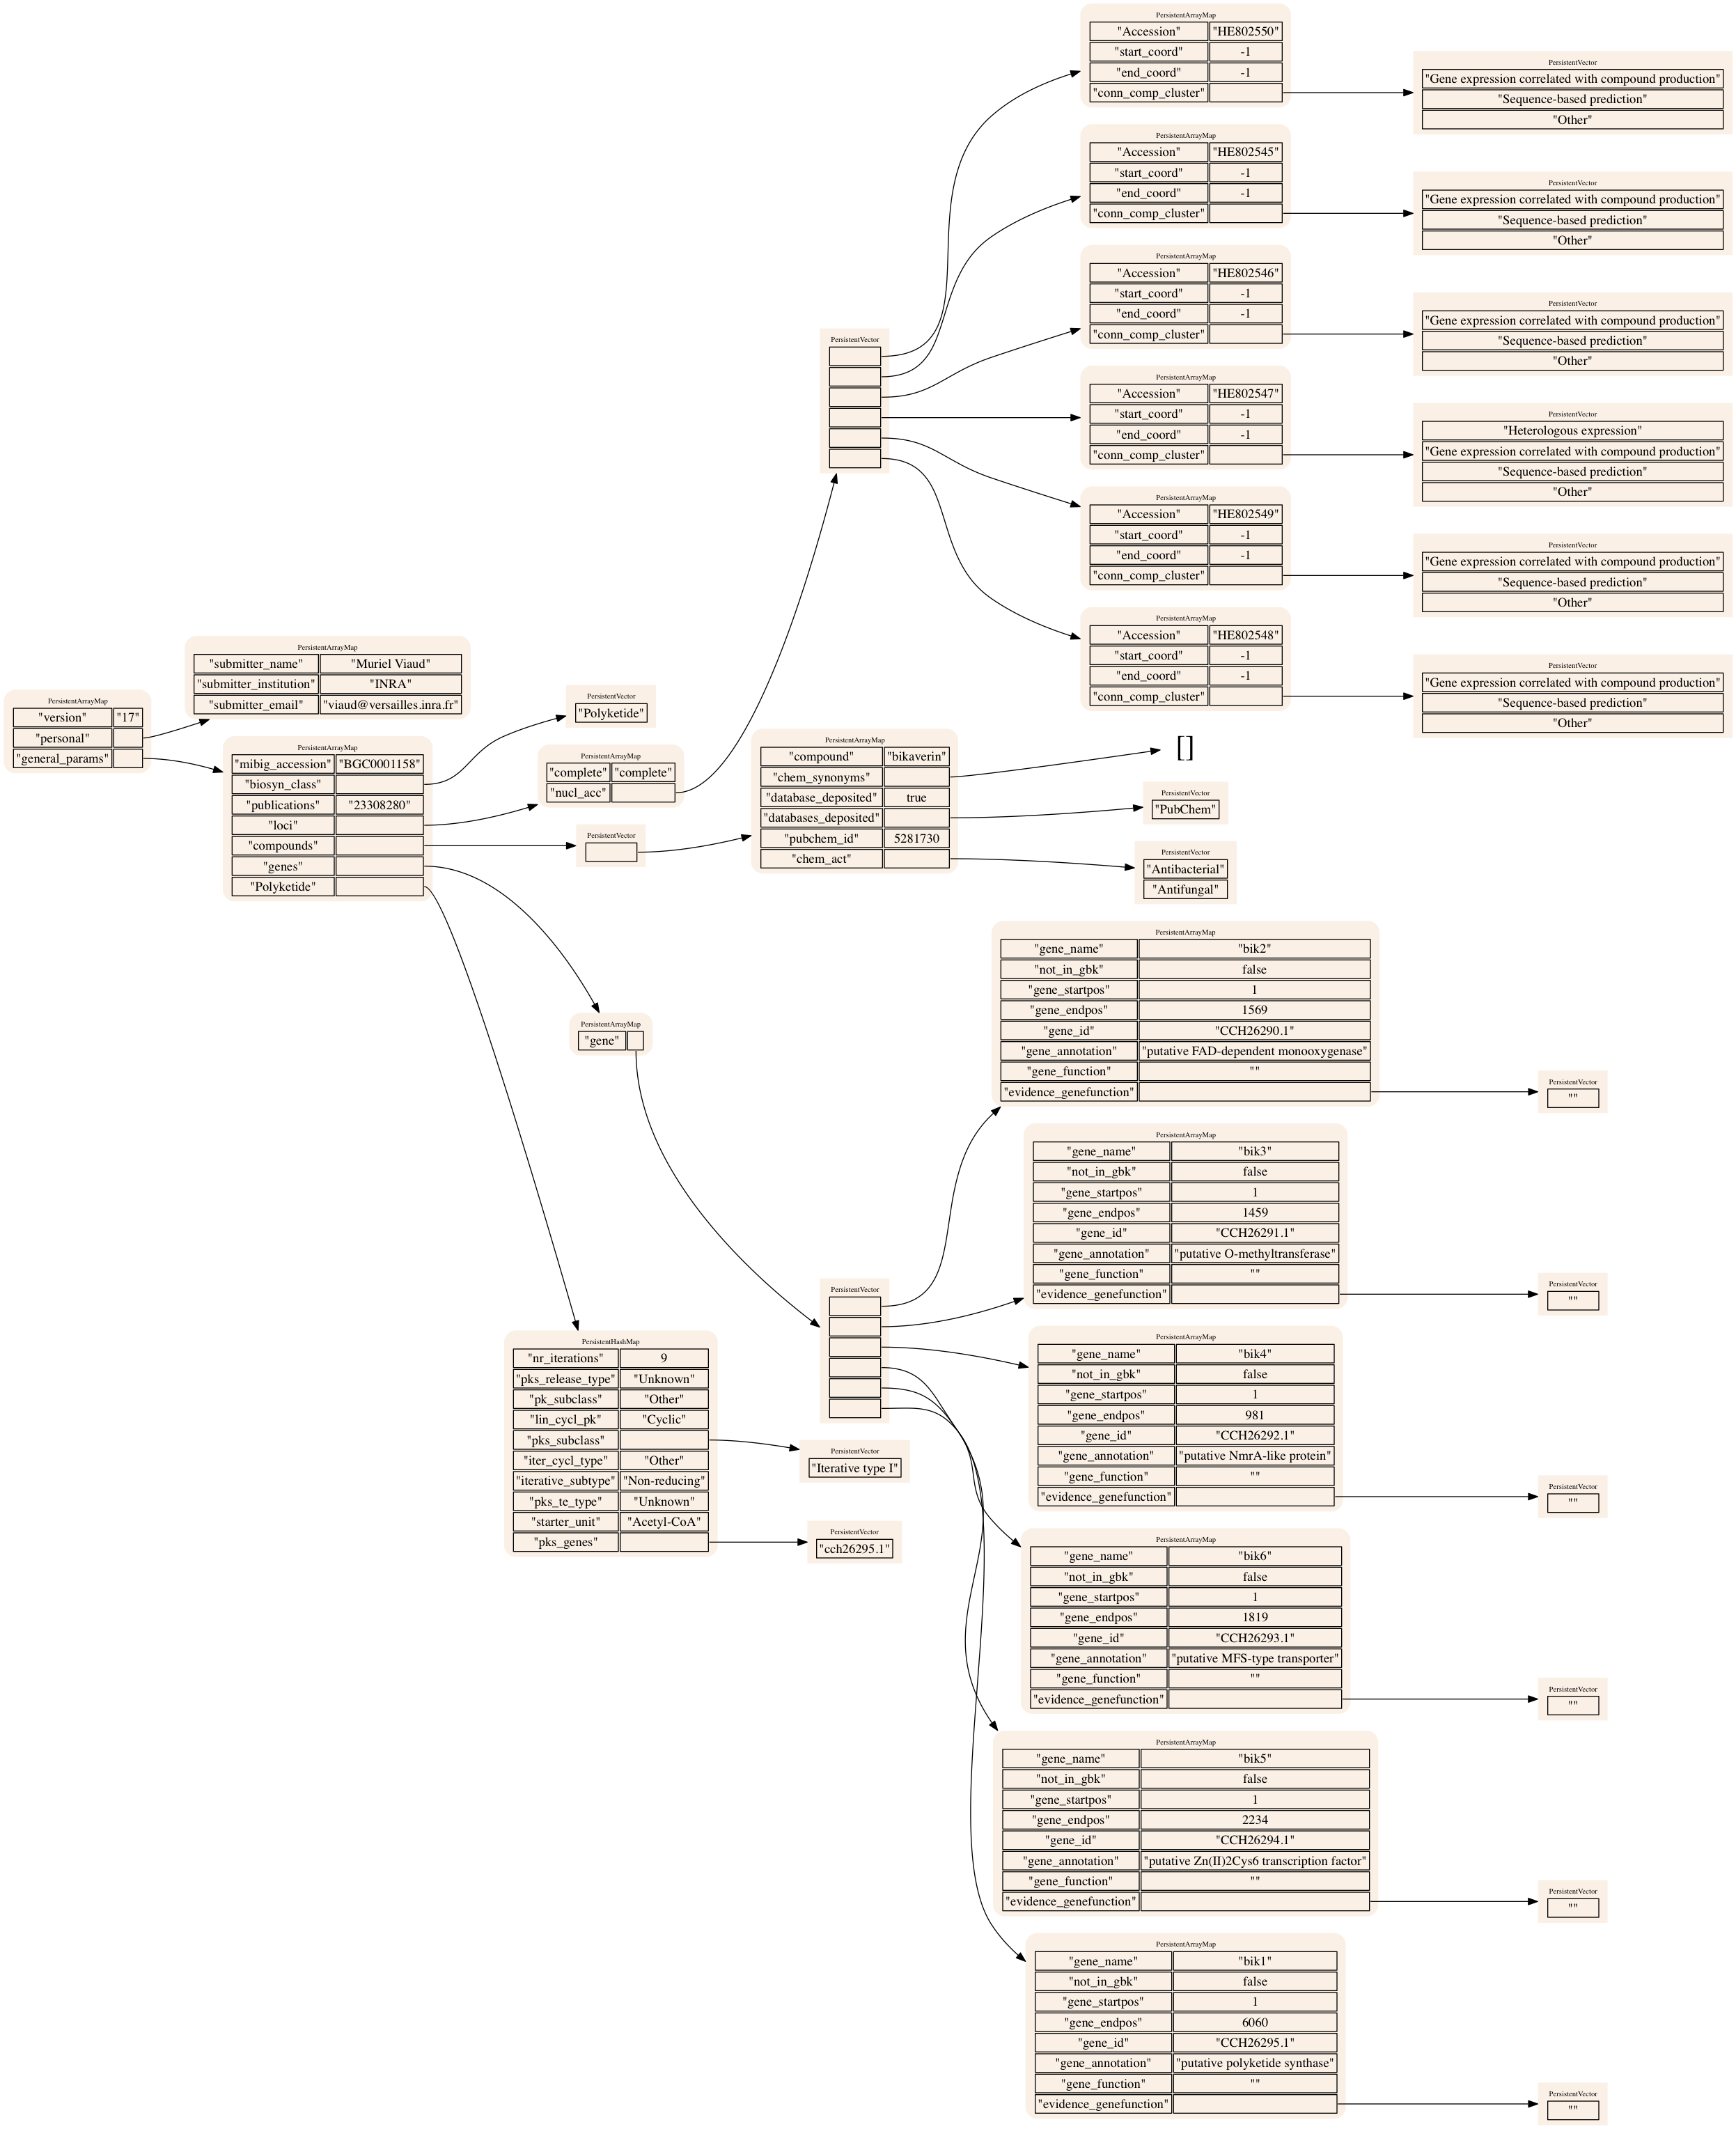 PersistentArrayMap
"version" "17"
"personal"
"general_params"
PersistentArrayMap
"submitter_name" "Muriel Viaud"
"submitter_institution" "INRA"
"submitter_email" "viaud@versailles.inra.fr"
PersistentArrayMap
"mibig_accession" "BGC0001158"
"biosyn_class"
"publications" "23308280"
"loci"
"compounds"
"genes"
"Polyketide"
PersistentVector
"Polyketide"
PersistentArrayMap
"complete" "complete"
"nucl_acc"
PersistentVector
PersistentArrayMap
"Accession" "HE802550"
"start_coord" -1
"end_coord" -1
"conn_comp_cluster"
PersistentVector
"Gene expression correlated with compound production"
"Sequence-based prediction"
"Other"
PersistentArrayMap
"Accession" "HE802545"
"start_coord" -1
"end_coord" -1
"conn_comp_cluster"
PersistentVector
"Gene expression correlated with compound production"
"Sequence-based prediction"
"Other"
PersistentArrayMap
"Accession" "HE802546"
"start_coord" -1
"end_coord" -1
"conn_comp_cluster"
PersistentVector
"Gene expression correlated with compound production"
"Sequence-based prediction"
"Other"
PersistentArrayMap
"Accession" "HE802547"
"start_coord" -1
"end_coord" -1
"conn_comp_cluster"
PersistentVector
"Heterologous expression"
"Gene expression correlated with compound production"
"Sequence-based prediction"
"Other"
PersistentArrayMap
"Accession" "HE802549"
"start_coord" -1
"end_coord" -1
"conn_comp_cluster"
PersistentVector
"Gene expression correlated with compound production"
"Sequence-based prediction"
"Other"
PersistentArrayMap
"Accession" "HE802548"
"start_coord" -1
"end_coord" -1
"conn_comp_cluster"
PersistentVector
"Gene expression correlated with compound production"
"Sequence-based prediction"
"Other"
PersistentVector
PersistentArrayMap
"compound" "bikaverin"
"chem_synonyms"
"database_deposited" true
"databases_deposited"
"pubchem_id" 5281730
"chem_act"
[]
PersistentVector
"PubChem"
PersistentVector
"Antibacterial"
"Antifungal"
PersistentArrayMap
"gene"
PersistentVector
PersistentArrayMap
"gene_name" "bik2"
"not_in_gbk" false
"gene_startpos" 1
"gene_endpos" 1569
"gene_id" "CCH26290.1"
"gene_annotation" "putative FAD-dependent monooxygenase"
"gene_function" ""
"evidence_genefunction"
PersistentVector
""
PersistentArrayMap
"gene_name" "bik3"
"not_in_gbk" false
"gene_startpos" 1
"gene_endpos" 1459
"gene_id" "CCH26291.1"
"gene_annotation" "putative O-methyltransferase"
"gene_function" ""
"evidence_genefunction"
PersistentVector
""
PersistentArrayMap
"gene_name" "bik4"
"not_in_gbk" false
"gene_startpos" 1
"gene_endpos" 981
"gene_id" "CCH26292.1"
"gene_annotation" "putative NmrA-like protein"
"gene_function" ""
"evidence_genefunction"
PersistentVector
""
PersistentArrayMap
"gene_name" "bik6"
"not_in_gbk" false
"gene_startpos" 1
"gene_endpos" 1819
"gene_id" "CCH26293.1"
"gene_annotation" "putative MFS-type transporter"
"gene_function" ""
"evidence_genefunction"
PersistentVector
""
PersistentArrayMap
"gene_name" "bik5"
"not_in_gbk" false
"gene_startpos" 1
"gene_endpos" 2234
"gene_id" "CCH26294.1"
"gene_annotation" "putative Zn(II)2Cys6 transcription factor"
"gene_function" ""
"evidence_genefunction"
PersistentVector
""
PersistentArrayMap
"gene_name" "bik1"
"not_in_gbk" false
"gene_startpos" 1
"gene_endpos" 6060
"gene_id" "CCH26295.1"
"gene_annotation" "putative polyketide synthase"
"gene_function" ""
"evidence_genefunction"
PersistentVector
""
PersistentHashMap
"nr_iterations" 9
"pks_release_type" "Unknown"
"pk_subclass" "Other"
"lin_cycl_pk" "Cyclic"
"pks_subclass"
"iter_cycl_type" "Other"
"iterative_subtype" "Non-reducing"
"pks_te_type" "Unknown"
"starter_unit" "Acetyl-CoA"
"pks_genes"
PersistentVector
"Iterative type I"
PersistentVector
"cch26295.1"